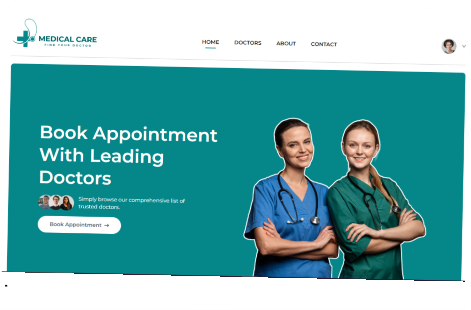 MEDICAL CARE
FIND YOUR DOCTOR
HOME DOCTORS ABOUT CONTACT
Book Appointment
With Leading
Doctors
Simply browse our comprehensive list of
trusted doctors.
Book Appointment →